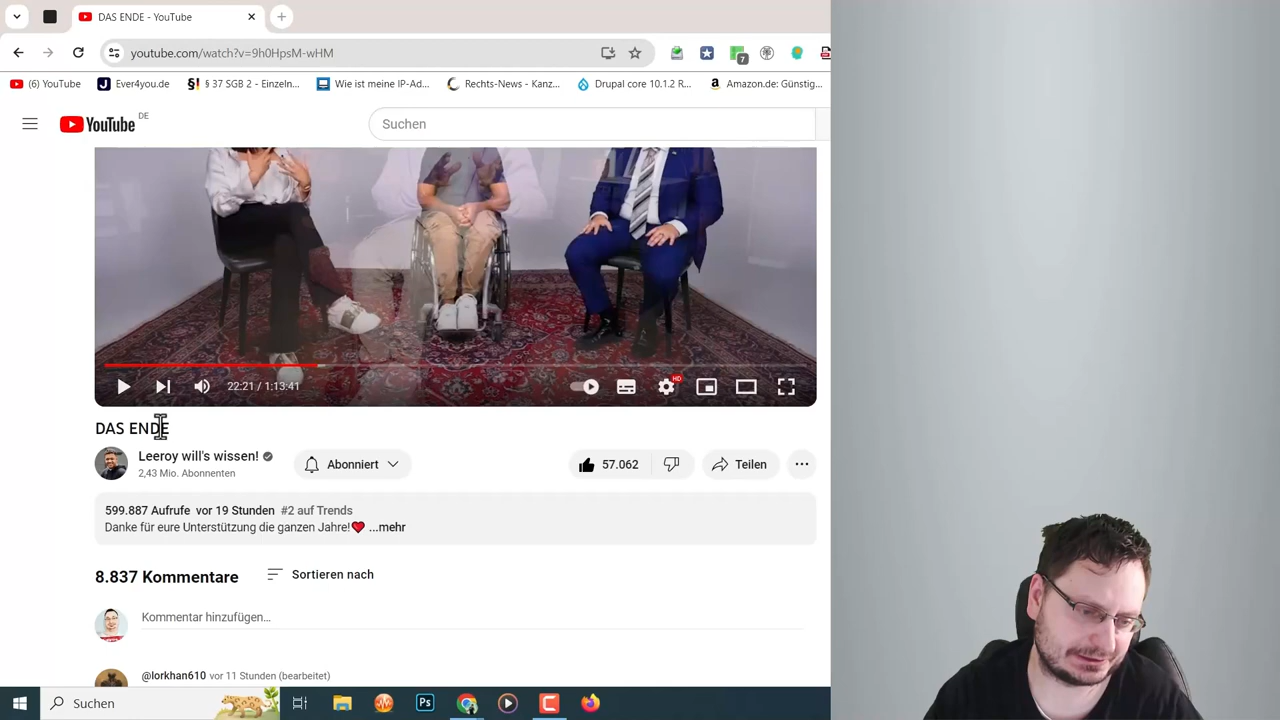 DAS ENDE - YouTube
youtube.com/watch?v=9h0HpsM-wHM
7
(6) YouTube
Ever4you.de
§ 37 SGB 2 - Einzeln...
Wie ist meine IP-Ad...
Rechts-News - Kanz...
Drupal core 10.1.2 R...
Amazon.de: Günstig...
YouTube DE
Suchen
22:21 / 1:13:41
HD
DAS ENDE
Leeroy will's wissen!
2,43 Mio. Abonnenten
Abonniert
57.062
Teilen
599.887 Aufrufe vor 19 Stunden #2 auf Trends
Danke für eure Unterstützung die ganzen Jahre!❤️ ...mehr
8.837 Kommentare
Sortieren nach
Kommentar hinzufügen...
@lorkhan610 vor 11 Stunden (bearbeitet)
Suchen
Ps